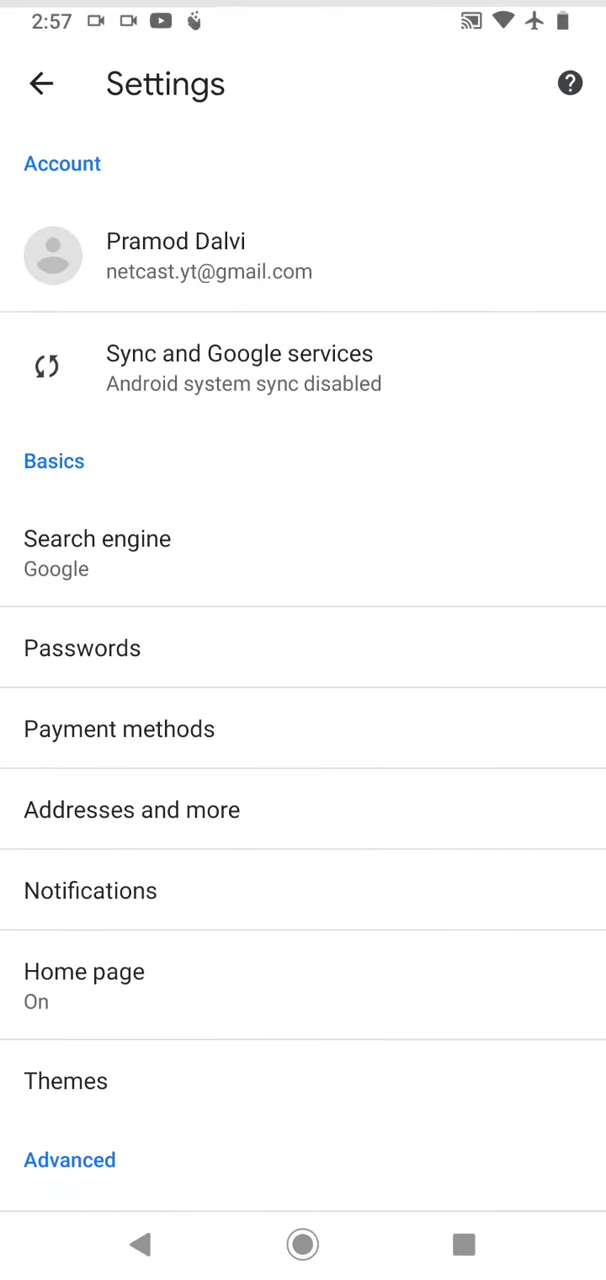 2:57
Settings
Account
Pramod Dalvi
netcast.yt@gmail.com
Sync and Google services
Android system sync disabled
Basics
Search engine
Google
Passwords
Payment methods
Addresses and more
Notifications
Home page
On
Themes
Advanced